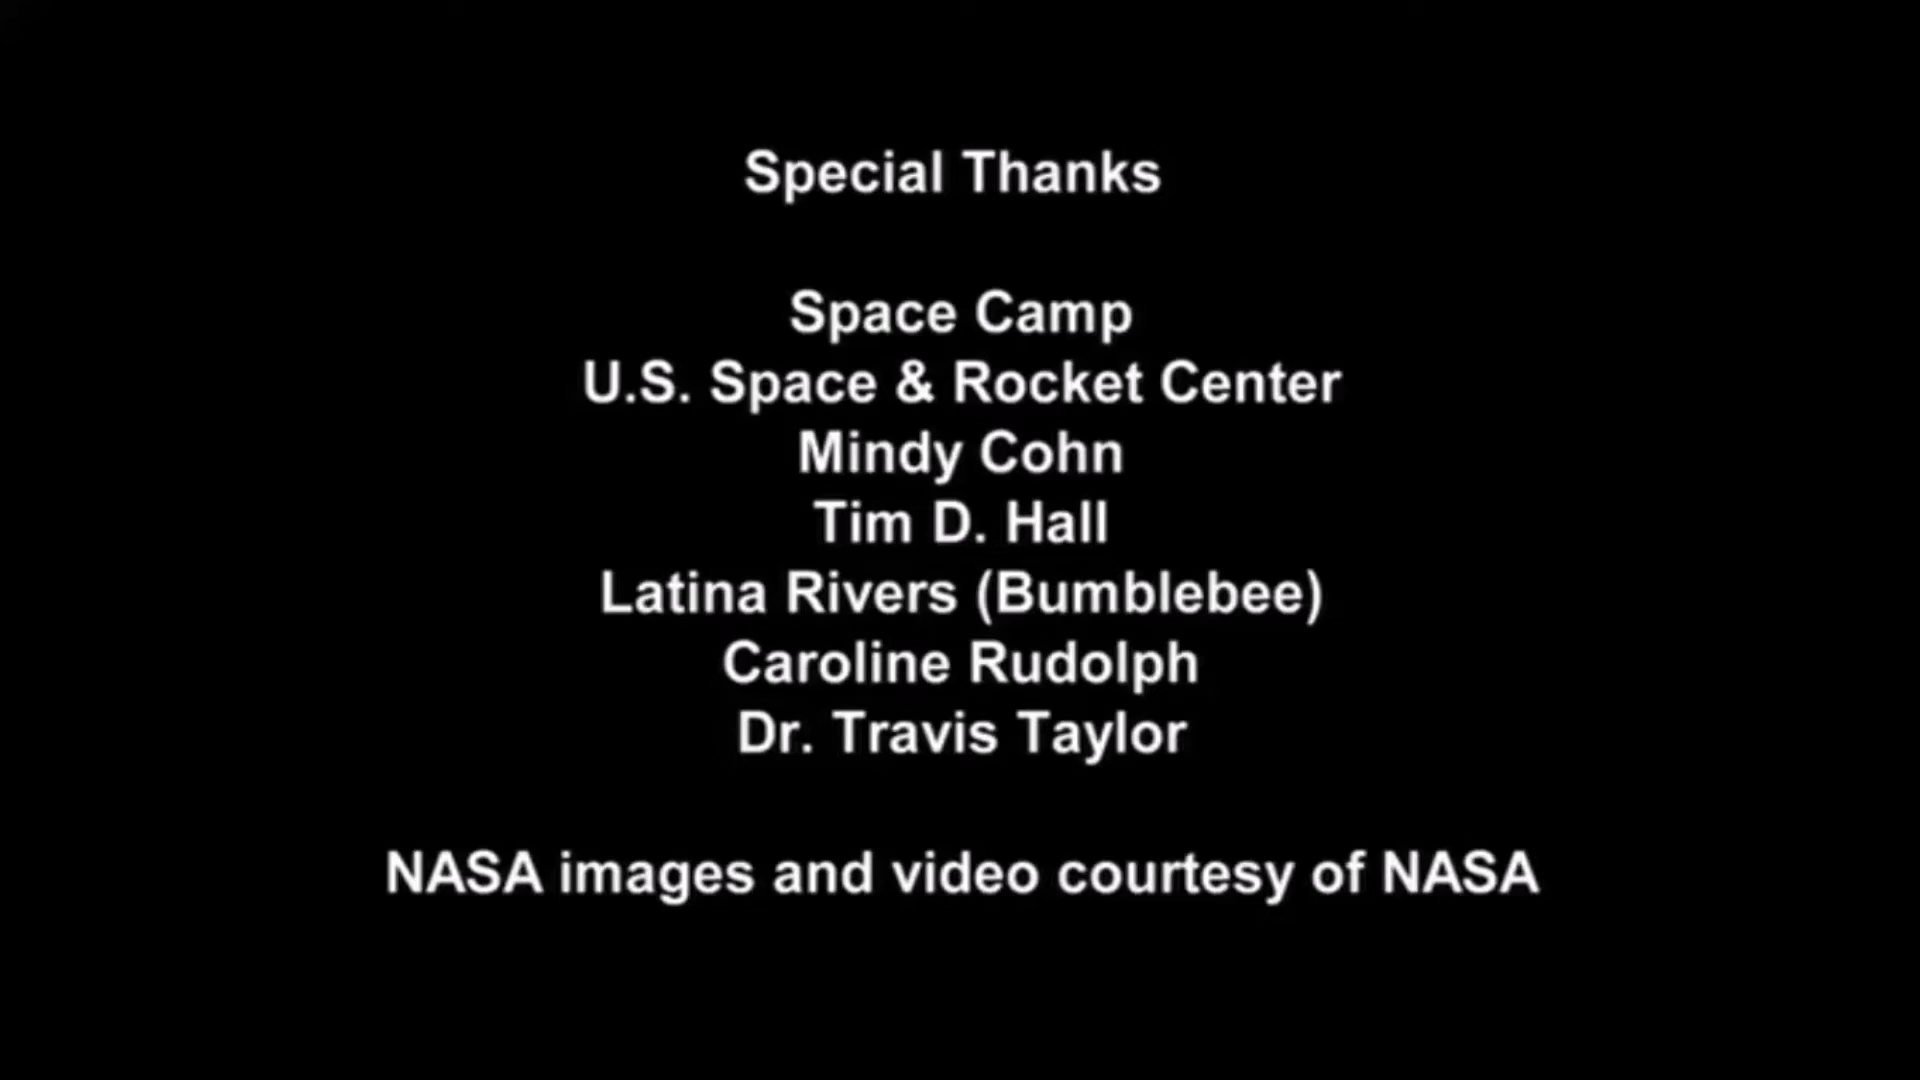 Special Thanks
Space Camp
U.S. Space & Rocket Center
Mindy Cohn
Tim D. Hall
Latina Rivers (Bumblebee)
Caroline Rudolph
Dr. Travis Taylor
NASA images and video courtesy of NASA